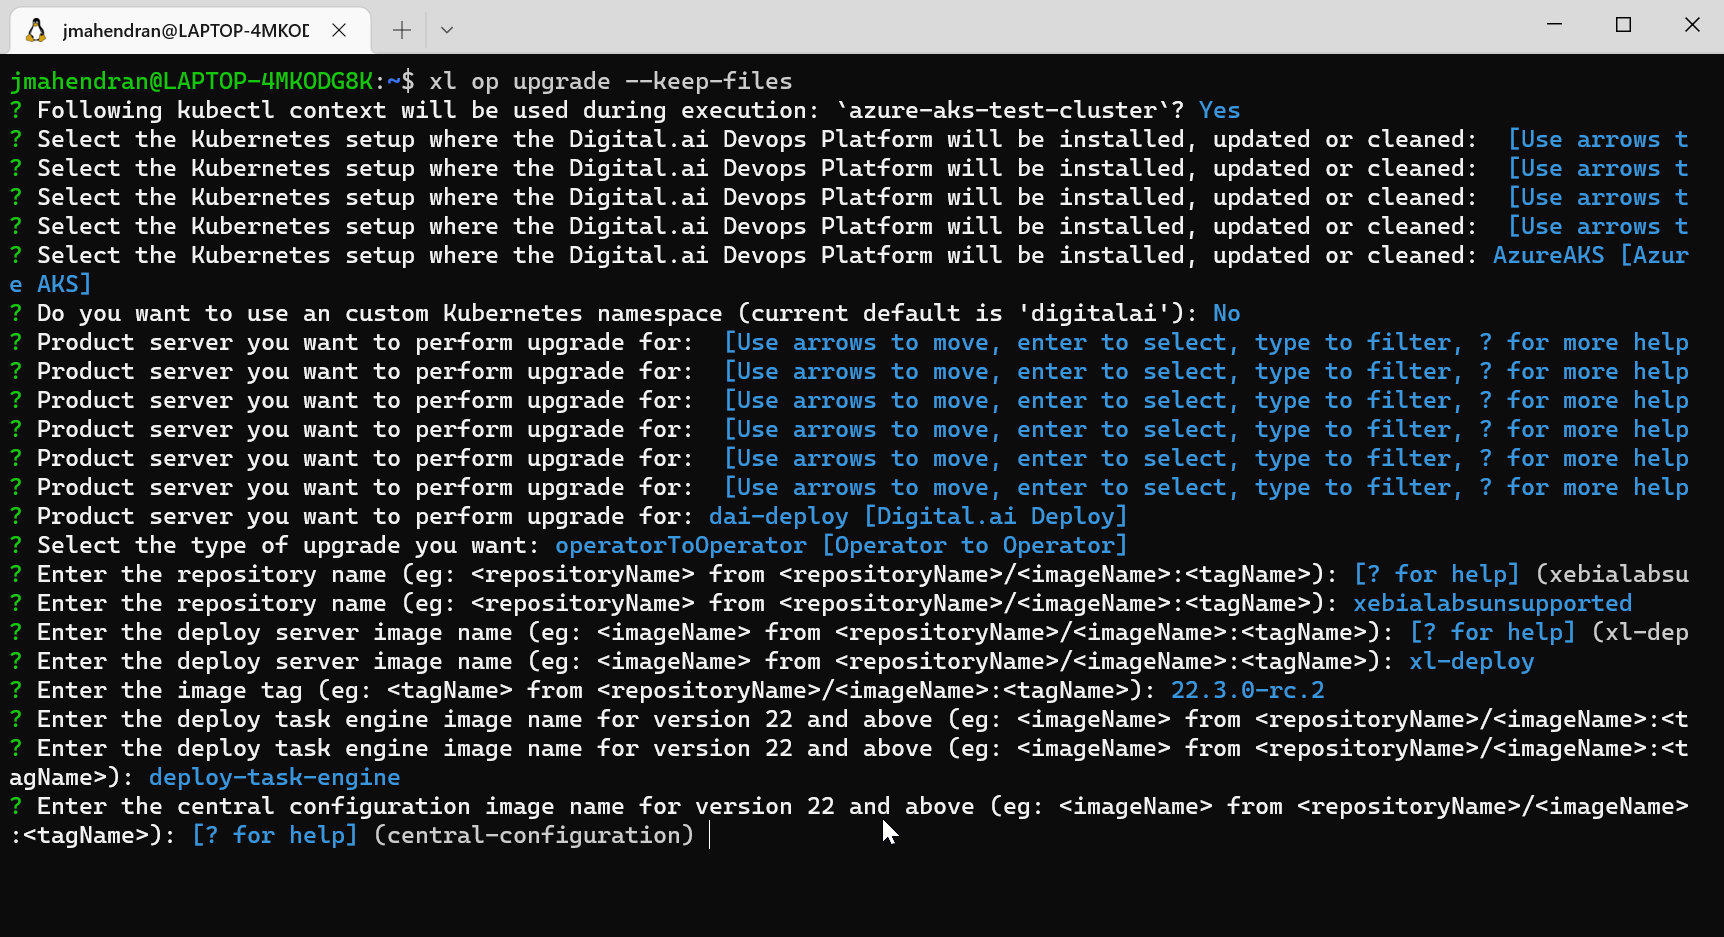 jmahendran@LAPTOP-4MKOD
jmahendran@LAPTOP-4MKODG8K:~$ xl op upgrade --keep-files
? Following kubectl context will be used during execution: `azure-aks-test-cluster`? Yes
? Select the Kubernetes setup where the Digital.ai Devops Platform will be installed, updated or cleaned:  [Use arrows t
? Select the Kubernetes setup where the Digital.ai Devops Platform will be installed, updated or cleaned:  [Use arrows t
? Select the Kubernetes setup where the Digital.ai Devops Platform will be installed, updated or cleaned:  [Use arrows t
? Select the Kubernetes setup where the Digital.ai Devops Platform will be installed, updated or cleaned:  [Use arrows t
? Select the Kubernetes setup where the Digital.ai Devops Platform will be installed, updated or cleaned: AzureAKS [Azur
e AKS]
? Do you want to use an custom Kubernetes namespace (current default is 'digitalai'): No
? Product server you want to perform upgrade for:  [Use arrows to move, enter to select, type to filter, ? for more help
? Product server you want to perform upgrade for:  [Use arrows to move, enter to select, type to filter, ? for more help
? Product server you want to perform upgrade for:  [Use arrows to move, enter to select, type to filter, ? for more help
? Product server you want to perform upgrade for:  [Use arrows to move, enter to select, type to filter, ? for more help
? Product server you want to perform upgrade for:  [Use arrows to move, enter to select, type to filter, ? for more help
? Product server you want to perform upgrade for:  [Use arrows to move, enter to select, type to filter, ? for more help
? Product server you want to perform upgrade for: dai-deploy [Digital.ai Deploy]
? Select the type of upgrade you want: operatorToOperator [Operator to Operator]
? Enter the repository name (eg: <repositoryName> from <repositoryName>/<imageName>:<tagName>): [? for help] (xebialabsu
? Enter the repository name (eg: <repositoryName> from <repositoryName>/<imageName>:<tagName>): xebialabsunsupported
? Enter the deploy server image name (eg: <imageName> from <repositoryName>/<imageName>:<tagName>): [? for help] (xl-dep
? Enter the deploy server image name (eg: <imageName> from <repositoryName>/<imageName>:<tagName>): xl-deploy
? Enter the image tag (eg: <tagName> from <repositoryName>/<imageName>:<tagName>): 22.3.0-rc.2
? Enter the deploy task engine image name for version 22 and above (eg: <imageName> from <repositoryName>/<imageName>:<t
? Enter the deploy task engine image name for version 22 and above (eg: <imageName> from <repositoryName>/<imageName>:<t
agName>): deploy-task-engine
? Enter the central configuration image name for version 22 and above (eg: <imageName> from <repositoryName>/<imageName>
:<tagName>): [? for help] (central-configuration)